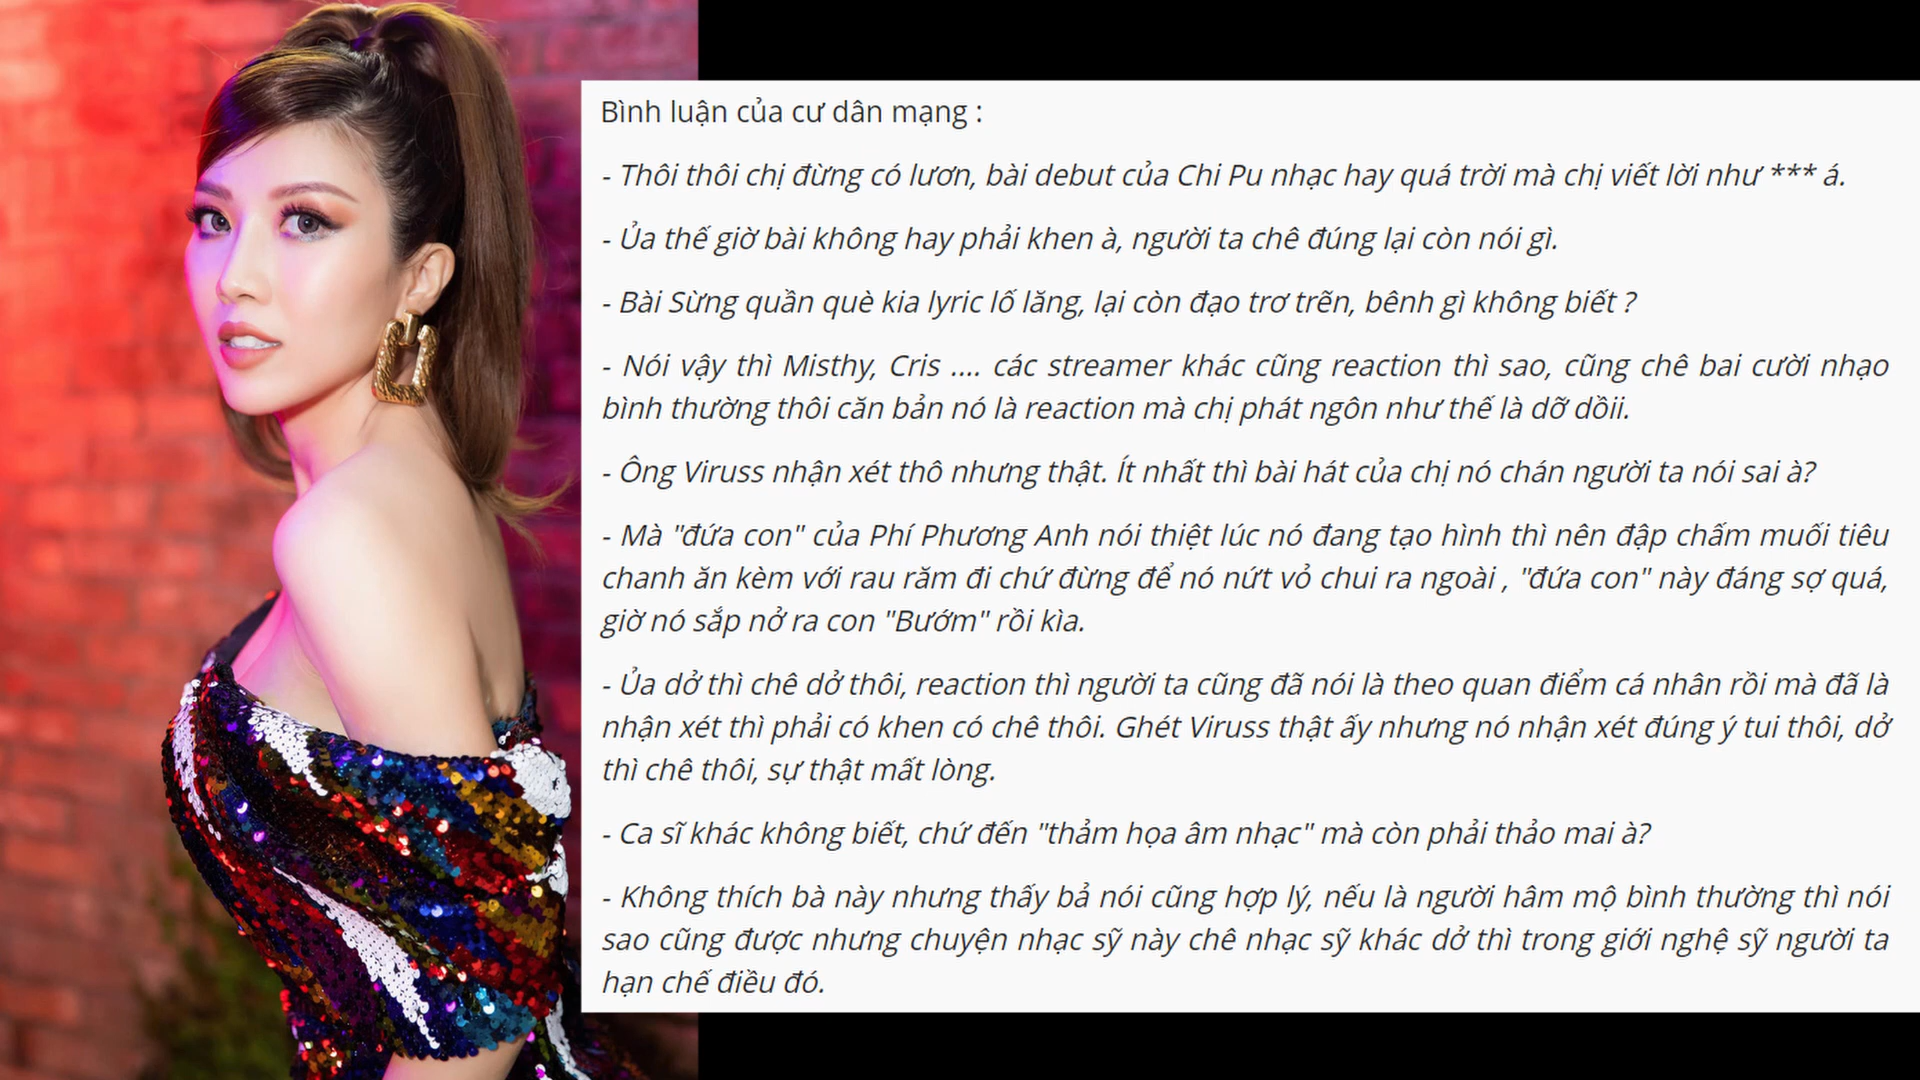 Bình luận của cư dân mạng :
- Thôi thôi chị đừng có lươn, bài debut của Chi Pu nhạc hay quá trời mà chị viết lời như *** á.
- Ủa thế giờ bài không hay phải khen à, người ta chê đúng lại còn nói gì.
- Bài Sừng quần què kia lyric lố lăng, lại còn đạo trơ trẽn, bênh gì không biết ?
- Nói vậy thì Misthy, Cris .... các streamer khác cũng reaction thì sao, cũng chê bai cười nhạo
bình thường thôi căn bản nó là reaction mà chị phát ngôn như thế là dỡ dồii.
- Ông Viruss nhận xét thô nhưng thật. Ít nhất thì bài hát của chị nó chán người ta nói sai à?
- Mà "đứa con" của Phí Phương Anh nói thiệt lúc nó đang tạo hình thì nên đập chấm muối tiêu
chanh ăn kèm với rau răm đi chứ đừng để nó nứt vỏ chui ra ngoài , "đứa con" này đáng sợ quá,
giờ nó sắp nở ra con "Bướm" rồi kìa.
- Ủa dở thì chê dở thôi, reaction thì người ta cũng đã nói là theo quan điểm cá nhân rồi mà đã là
nhận xét thì phải có khen có chê thôi. Ghét Viruss thật ấy nhưng nó nhận xét đúng ý tui thôi, dở
thì chê thôi, sự thật mất lòng.
- Ca sĩ khác không biết, chứ đến "thảm họa âm nhạc" mà còn phải thảo mai à?
- Không thích bà này nhưng thấy bả nói cũng hợp lý, nếu là người hâm mộ bình thường thì nói
sao cũng được nhưng chuyện nhạc sỹ này chê nhạc sỹ khác dở thì trong giới nghệ sỹ người ta
hạn chế điều đó.